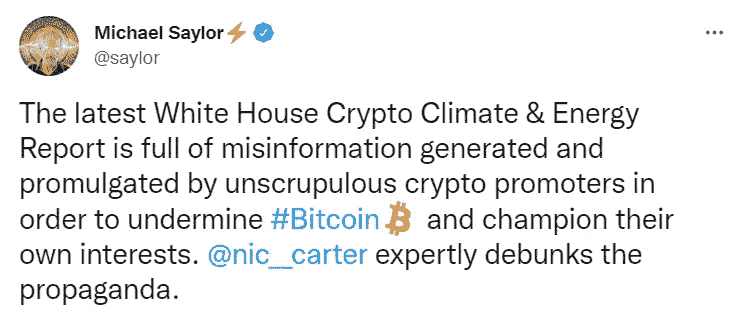 Michael Saylor⚡
@saylor
The latest White House Crypto Climate & Energy
Report is full of misinformation generated and
promulgated by unscrupulous crypto promoters in
order to undermine #Bitcoin₿ and champion their
own interests. @nic__carter expertly debunks the
propaganda.